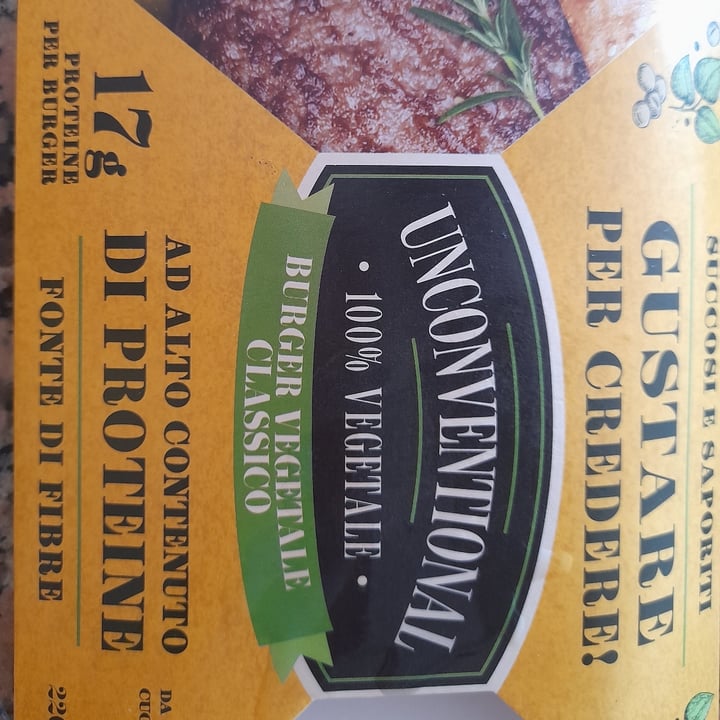 SUCCOSI E SAPORITI
GUSTARE
PER CREDERE!
UNCONVENTIONAL
• 100% VEGETALE •
BURGER VEGETALE
CLASSICO
17g
PROTEINE
PER BURGER
AD ALTO CONTENUTO
DI PROTEINE
FONTE DI FIBRE
DA